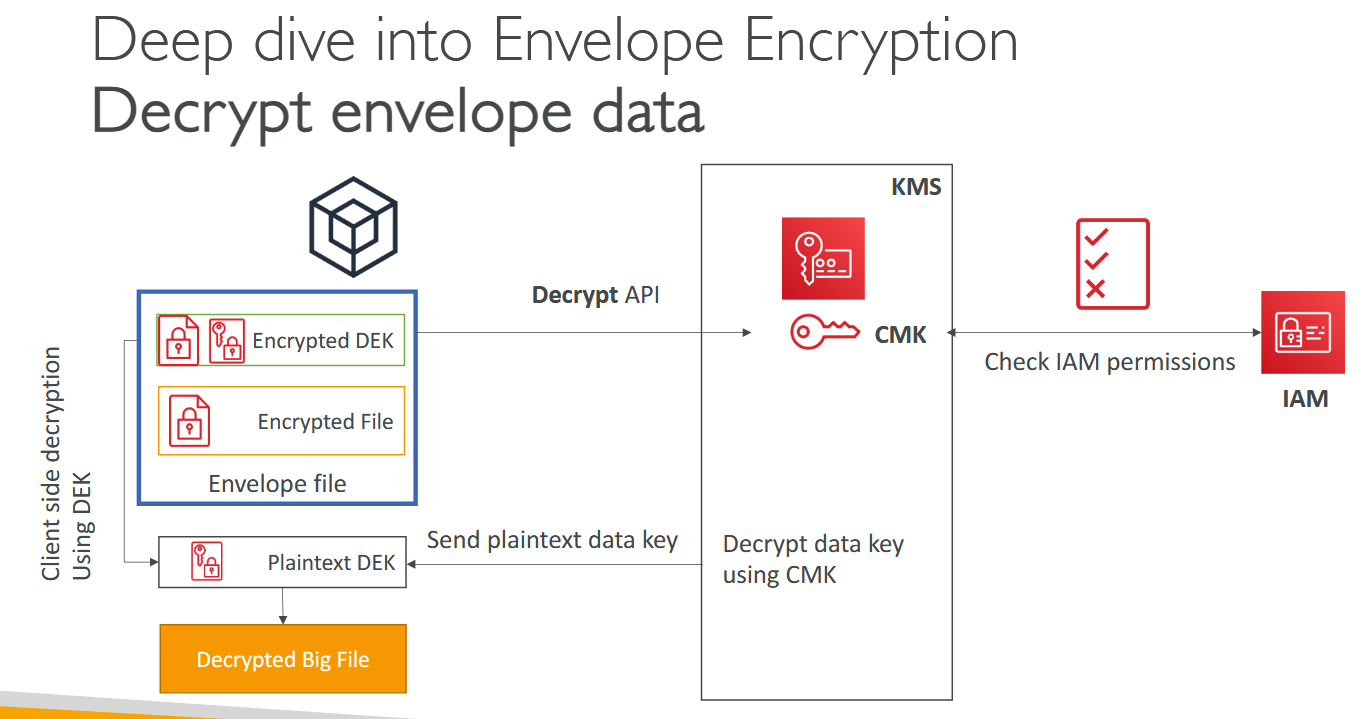 Deep dive into Envelope Encryption
Decrypt envelope data
KMS
Decrypt API
Encrypted DEK
CMK
Check IAM permissions
IAM
Encrypted File
Envelope file
Client side decryption
Using DEK
Send plaintext data key
Decrypt data key
using CMK
Plaintext DEK
Decrypted Big File